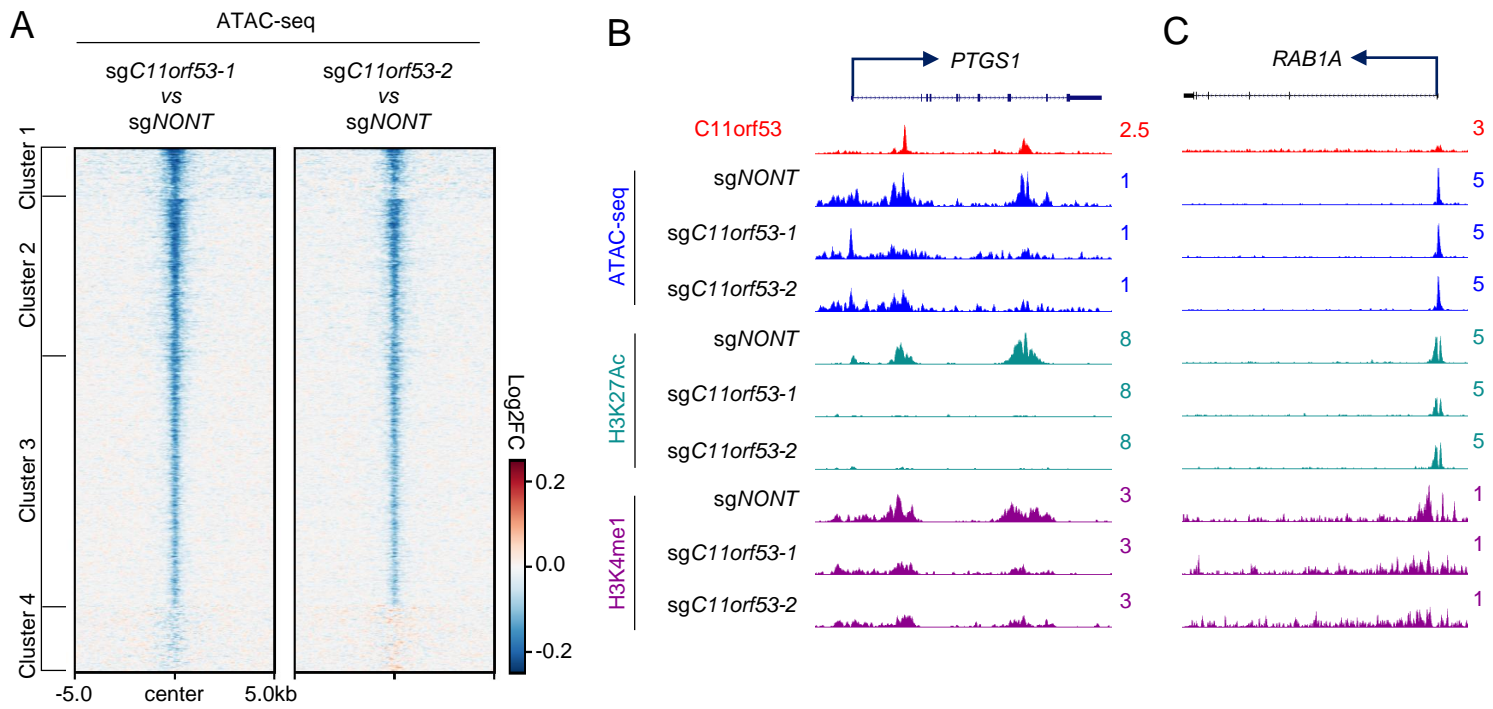 A
ATAC-seq
sgC11orf53-1
vs
sgNONT
sgC11orf53-2
vs
sgNONT
Cluster 1
Cluster 2
Cluster 3
Cluster 4
-5.0
center
5.0kb
Log2FC
0.2
0.0
-0.2
B
PTGS1
C11orf53
2.5
ATAC-seq
sgNONT
1
sgC11orf53-1
1
sgC11orf53-2
1
H3K27Ac
sgNONT
8
sgC11orf53-1
8
sgC11orf53-2
8
H3K4me1
sgNONT
3
sgC11orf53-1
3
sgC11orf53-2
3
C
RAB1A
3
5
5
5
5
5
5
1
1
1